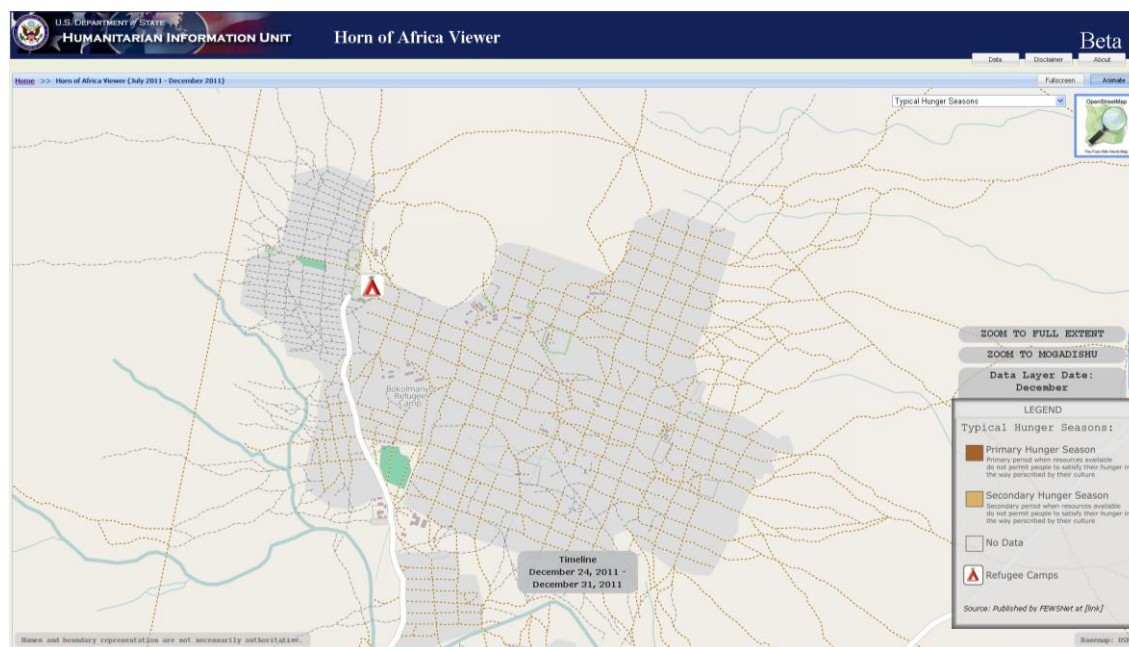 U.S. DEPARTMENT of STATE
HUMANITARIAN INFORMATION UNIT
Horn of Africa Viewer
Beta
Data
Disclaimer
About
Home >> Horn of Africa Viewer (July 2011 - December 2011)
Fullscreen
Animate
Typical Hunger Seasons
OpenStreetMap
The Free Wiki World Map
Bokolmanyo
Refugee
Camp
ZOOM TO FULL EXTENT
ZOOM TO MOGADISHU
Data Layer Date:
December
LEGEND
Typical Hunger Seasons:
Primary Hunger Season
Primary period when resources available
do not permit people to satisfy their hunger in
the way perscribed by their culture
Secondary Hunger Season
Secondary period when resources available
do not permit people to satisfy their hunger in
the way perscribed by their culture
No Data
Refugee Camps
Source: Published by FEWSNet at [link]
Timeline
December 24, 2011 -
December 31, 2011
Names and boundary representation are not necessarily authoritative.
Basemap: OSM